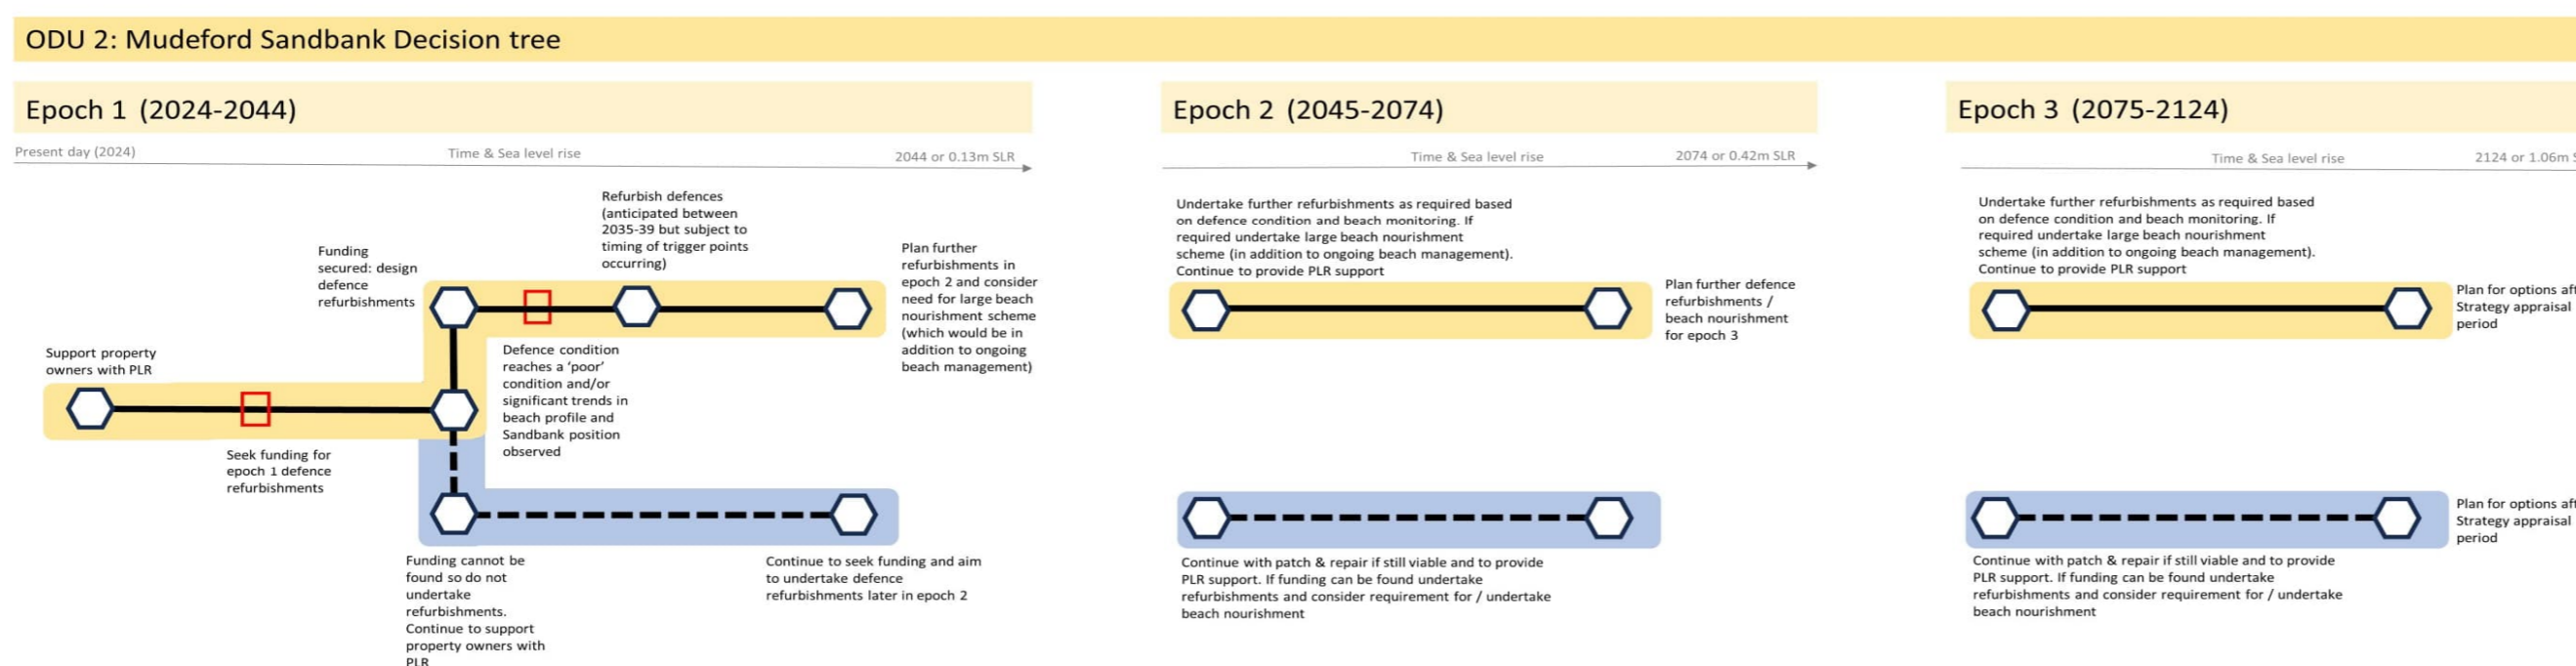 ODU 2: Mudeford Sandbank Decision tree
Epoch 1 (2024-2044)
Present day (2024)
Time & Sea level rise
2044 or 0.13m SLR
Support property
owners with PLR
Seek funding for
epoch 1 defence
refurbishments
Funding
secured: design
defence
refurbishments
Refurbish defences
(anticipated between
2035-39 but subject to
timing of trigger points
occurring)
Defence condition
reaches a ‘poor’
condition and/or
significant trends in
beach profile and
Sandbank position
observed
Plan further
refurbishments in
epoch 2 and consider
need for large beach
nourishment scheme
(which would be in
addition to ongoing
beach management)
Funding cannot be
found so do not
undertake
refurbishments.
Continue to support
property owners with
PLR
Continue to seek funding and aim
to undertake defence
refurbishments later in epoch 2
Epoch 2 (2045-2074)
Time & Sea level rise
2074 or 0.42m SLR
Undertake further refurbishments as required based
on defence condition and beach monitoring. If
required undertake large beach nourishment
scheme (in addition to ongoing beach management).
Continue to provide PLR support
Plan further defence
refurbishments /
beach nourishment
for epoch 3
Continue with patch & repair if still viable and to provide
PLR support. If funding can be found undertake
refurbishments and consider requirement for / undertake
beach nourishment
Epoch 3 (2075-2124)
Time & Sea level rise
2124 or 1.06m
Undertake further refurbishments as required based
on defence condition and beach monitoring. If
required undertake large beach nourishment
scheme (in addition to ongoing beach management).
Continue to provide PLR support
Plan for options
Strategy appraisal
period
Continue with patch & repair if still viable and to provide
PLR support. If funding can be found undertake
refurbishments and consider requirement for / undertake
beach nourishment
Plan for options
Strategy appraisal
period